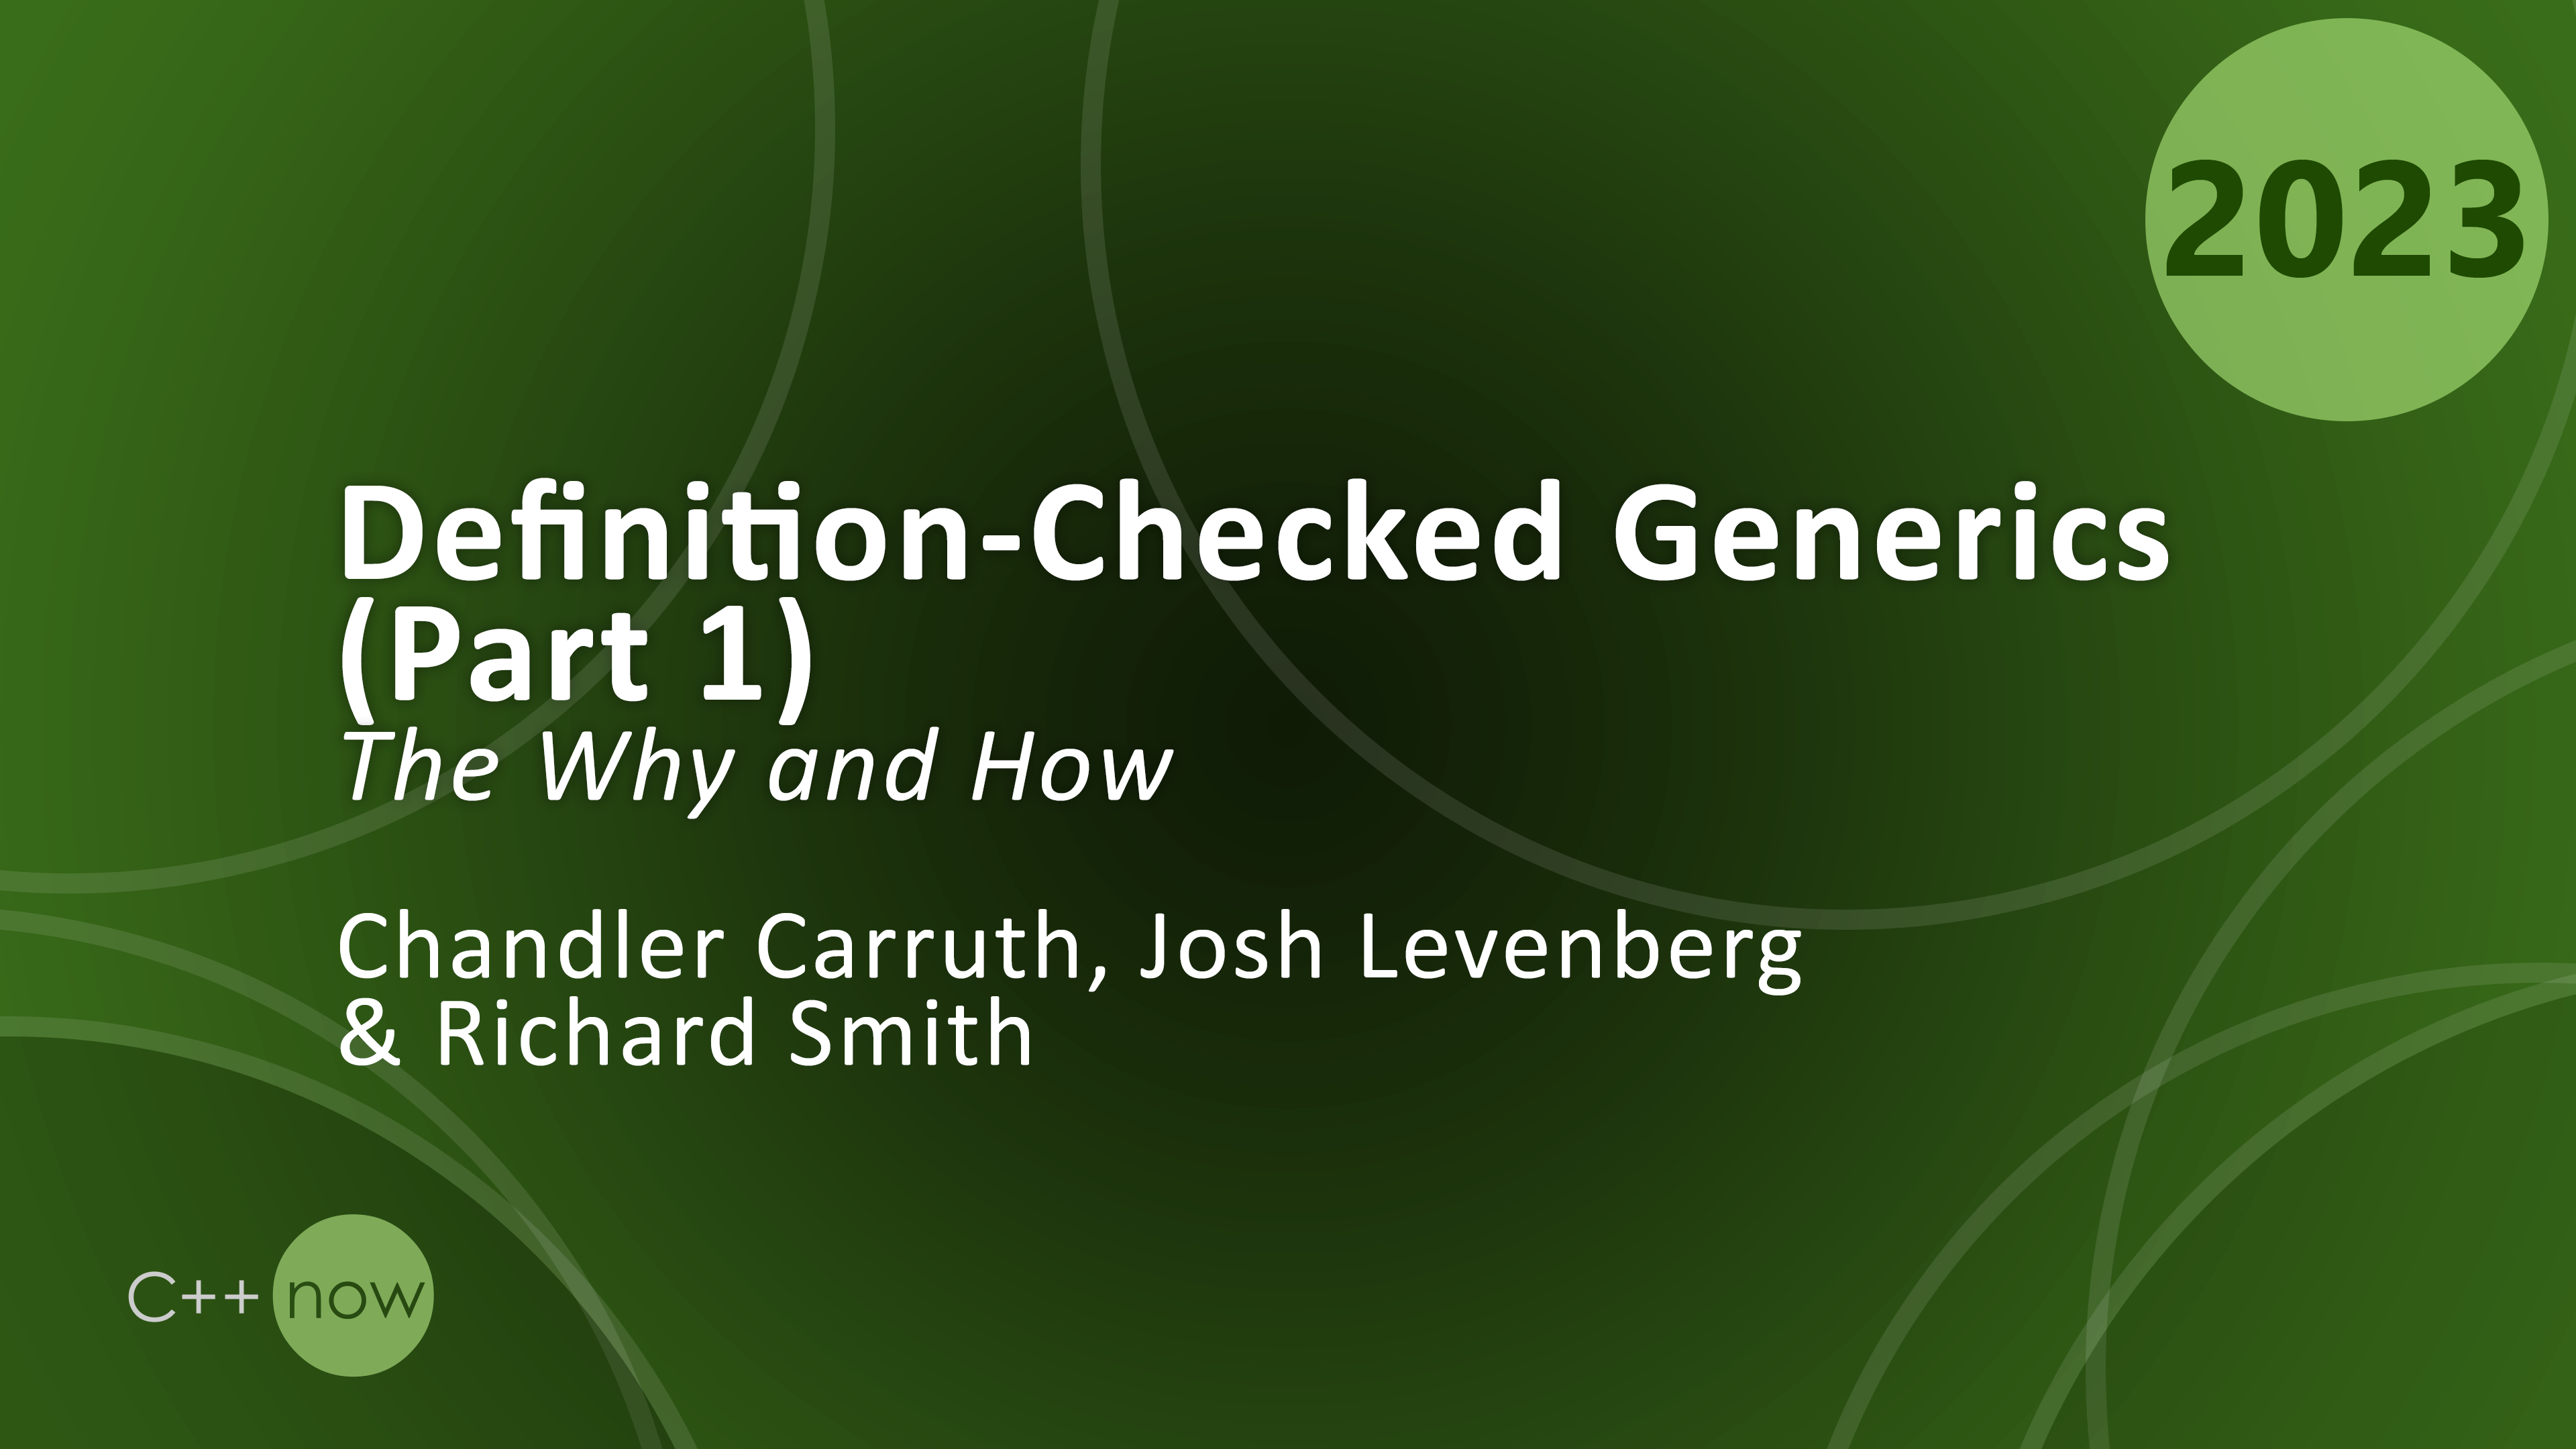 2023
Definition-Checked Generics
(Part 1)
The Why and How
Chandler Carruth, Josh Levenberg
& Richard Smith
C++ now